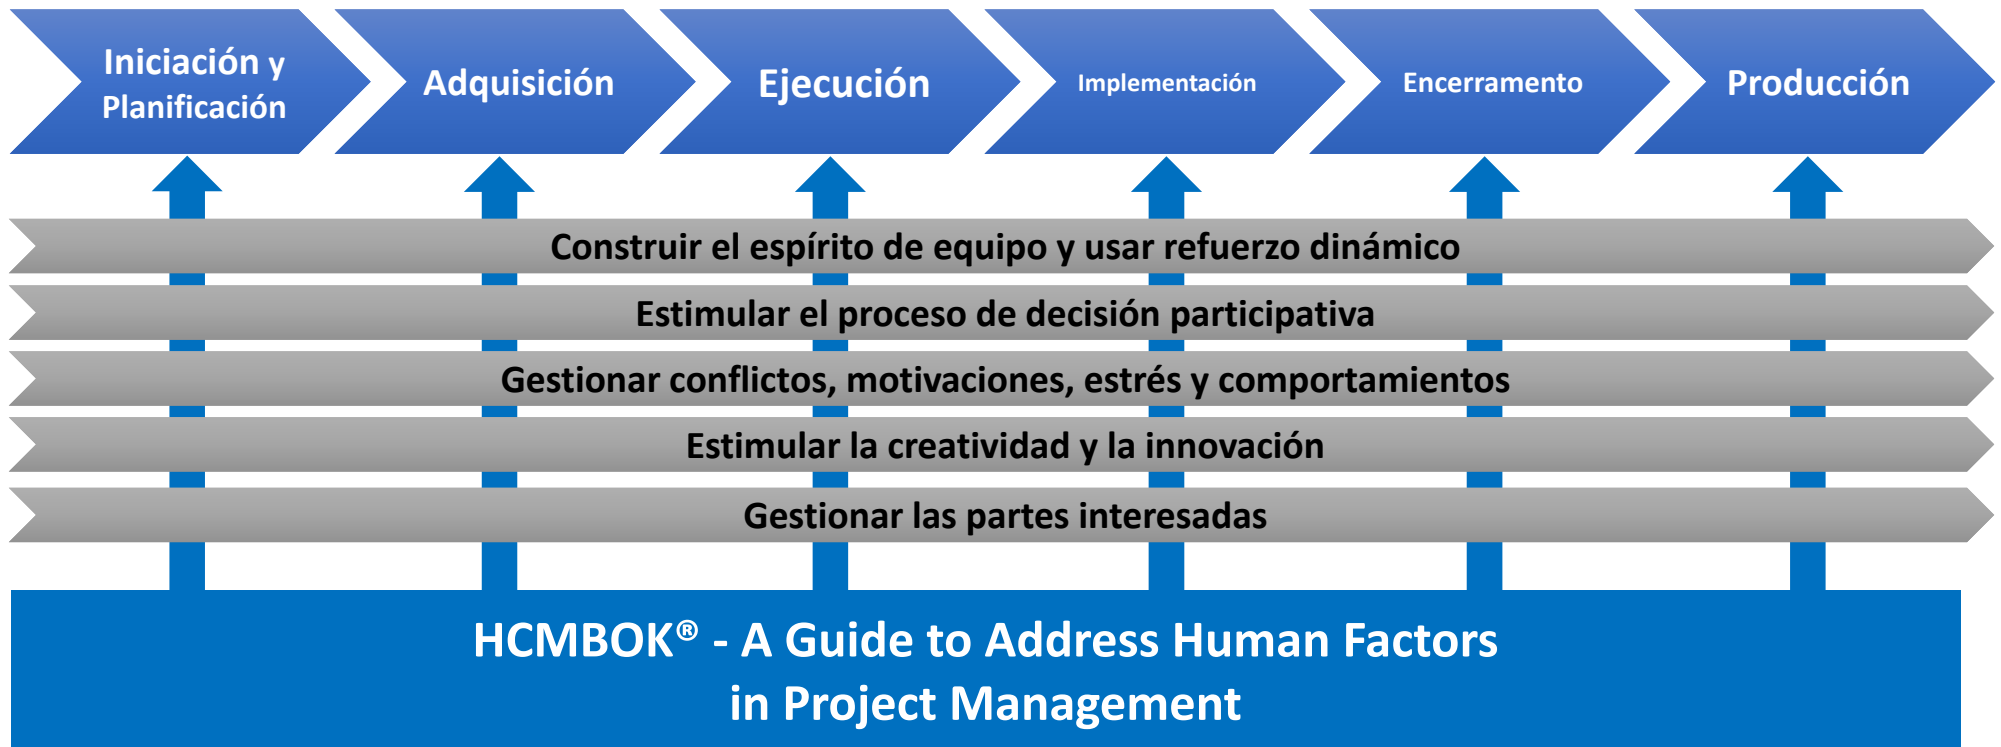 Iniciación y
Planificación
Adquisición
Ejecución
Implementación
Encerramento
Producción
Construir el espírito de equipo y usar refuerzo dinámico
Estimular el proceso de decisión participativa
Gestionar conflictos, motivaciones, estrés y comportamientos
Estimular la creatividad y la innovación
Gestionar las partes interesadas
HCMBOK® - A Guide to Address Human Factors
in Project Management